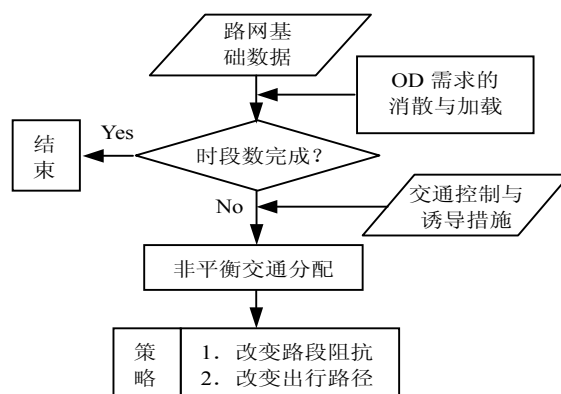 路网基
础数据
OD 需求的
消散与加载
结
束
Yes
时段数完成？
No
交通控制与
诱导措施
非平衡交通分配
策
略
1．改变路段阻抗
2．改变出行路径